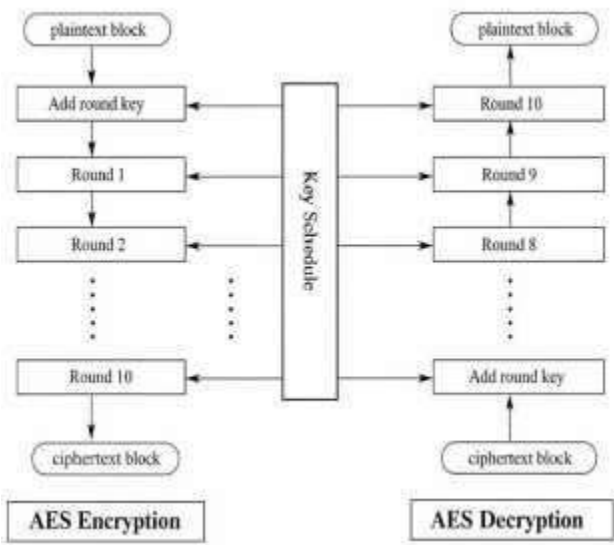 plaintext block
Add round key
Round 1
Round 2
Round 10
ciphertext block
AES Encryption
Key Schedule
plaintext block
Round 10
Round 9
Round 8
Add round key
ciphertext block
AES Decryption